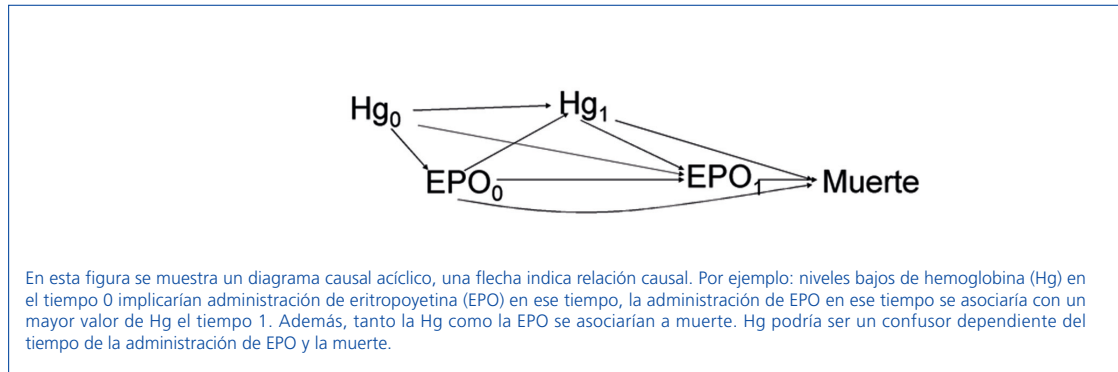 Hg0 Hg1
EPO0 EPO1 Muerte
En esta figura se muestra un diagrama causal acíclico, una flecha indica relación causal. Por ejemplo: niveles bajos de hemoglobina (Hg) en
el tiempo 0 implicarían administración de eritropoyetina (EPO) en ese tiempo, la administración de EPO en ese tiempo se asociaría con un
mayor valor de Hg el tiempo 1. Además, tanto la Hg como la EPO se asociarían a muerte. Hg podría ser un confusor dependiente del
tiempo de la administración de EPO y la muerte.